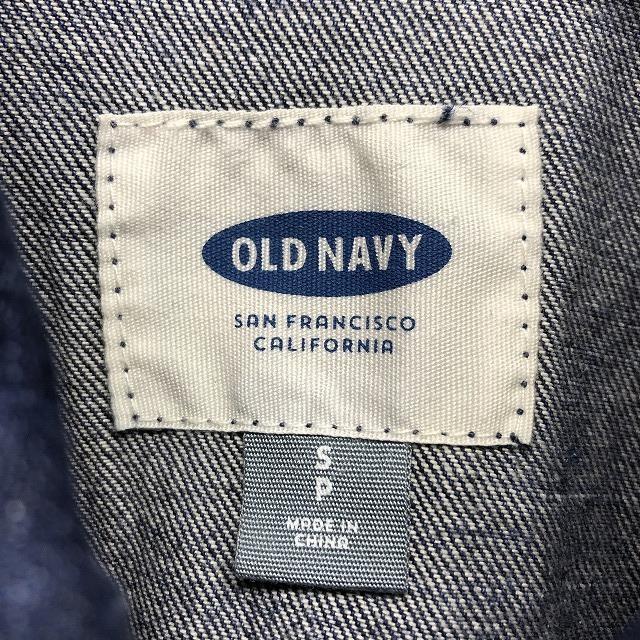 OLD NAVY
SAN FRANCISCO
CALIFORNIA
S
P
MADE IN
CHINA